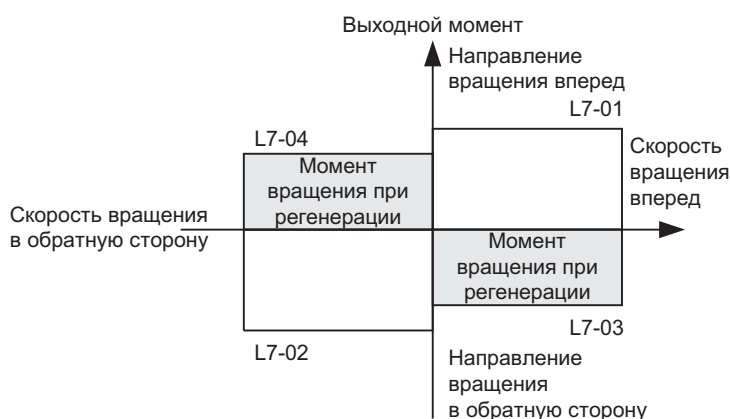 Выходной момент
Направление
вращения вперед
L7-01
L7-04
Момент
вращения при
регенерации
Скорость
вращения
вперед
Скорость вращения
в обратную сторону
Момент
вращения при
регенерации
L7-02
L7-03
Направление
вращения
в обратную сторону